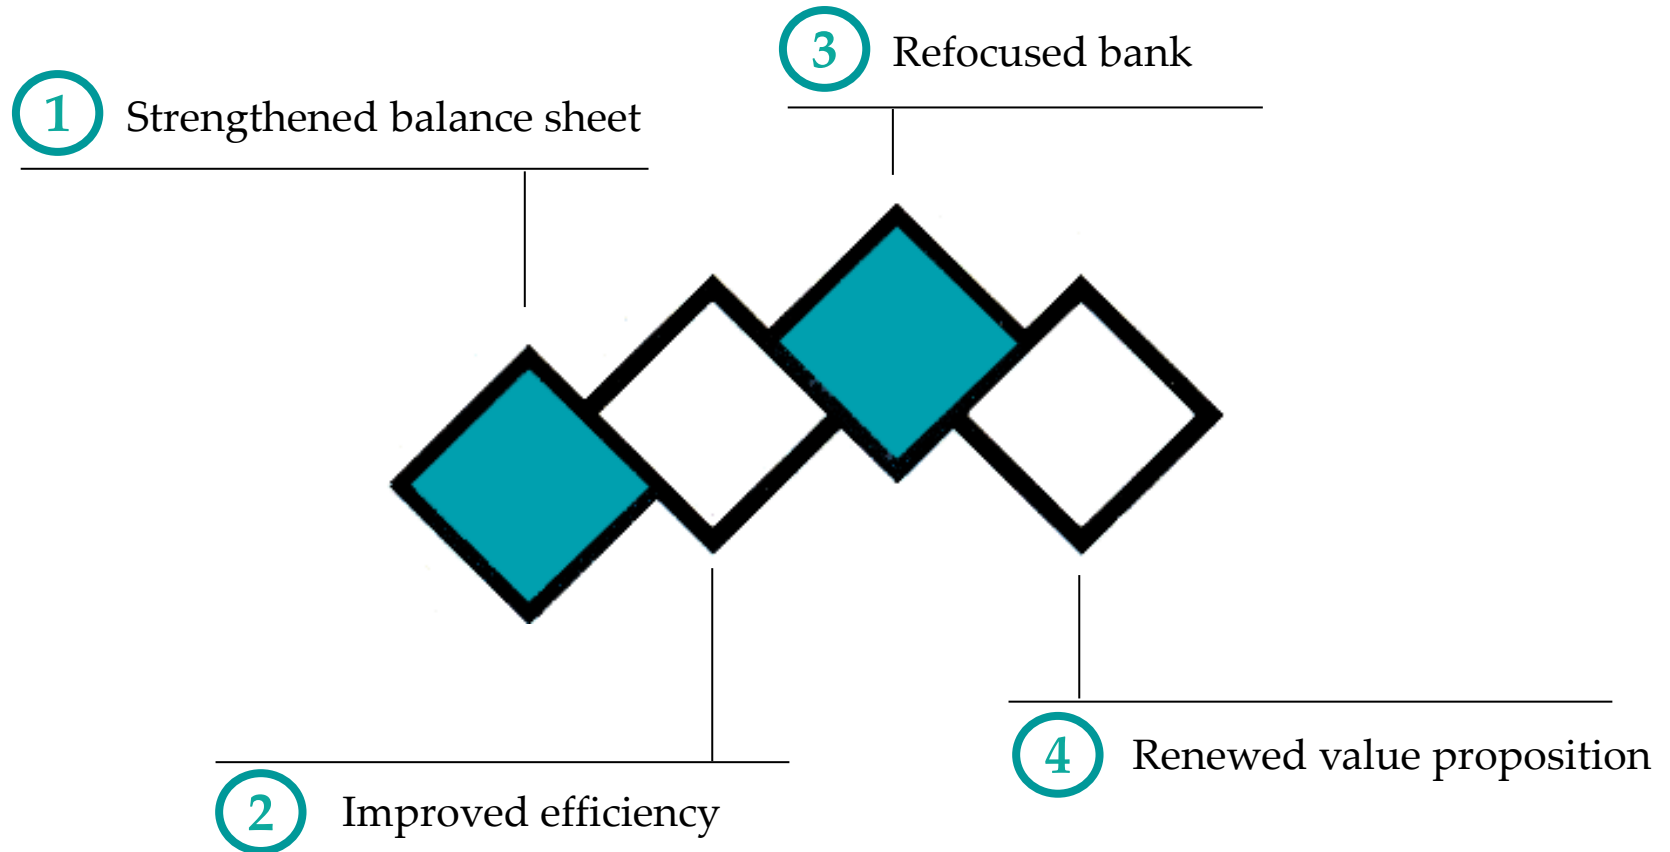 1 Strengthened balance sheet
2 Improved efficiency
3 Refocused bank
4 Renewed value proposition